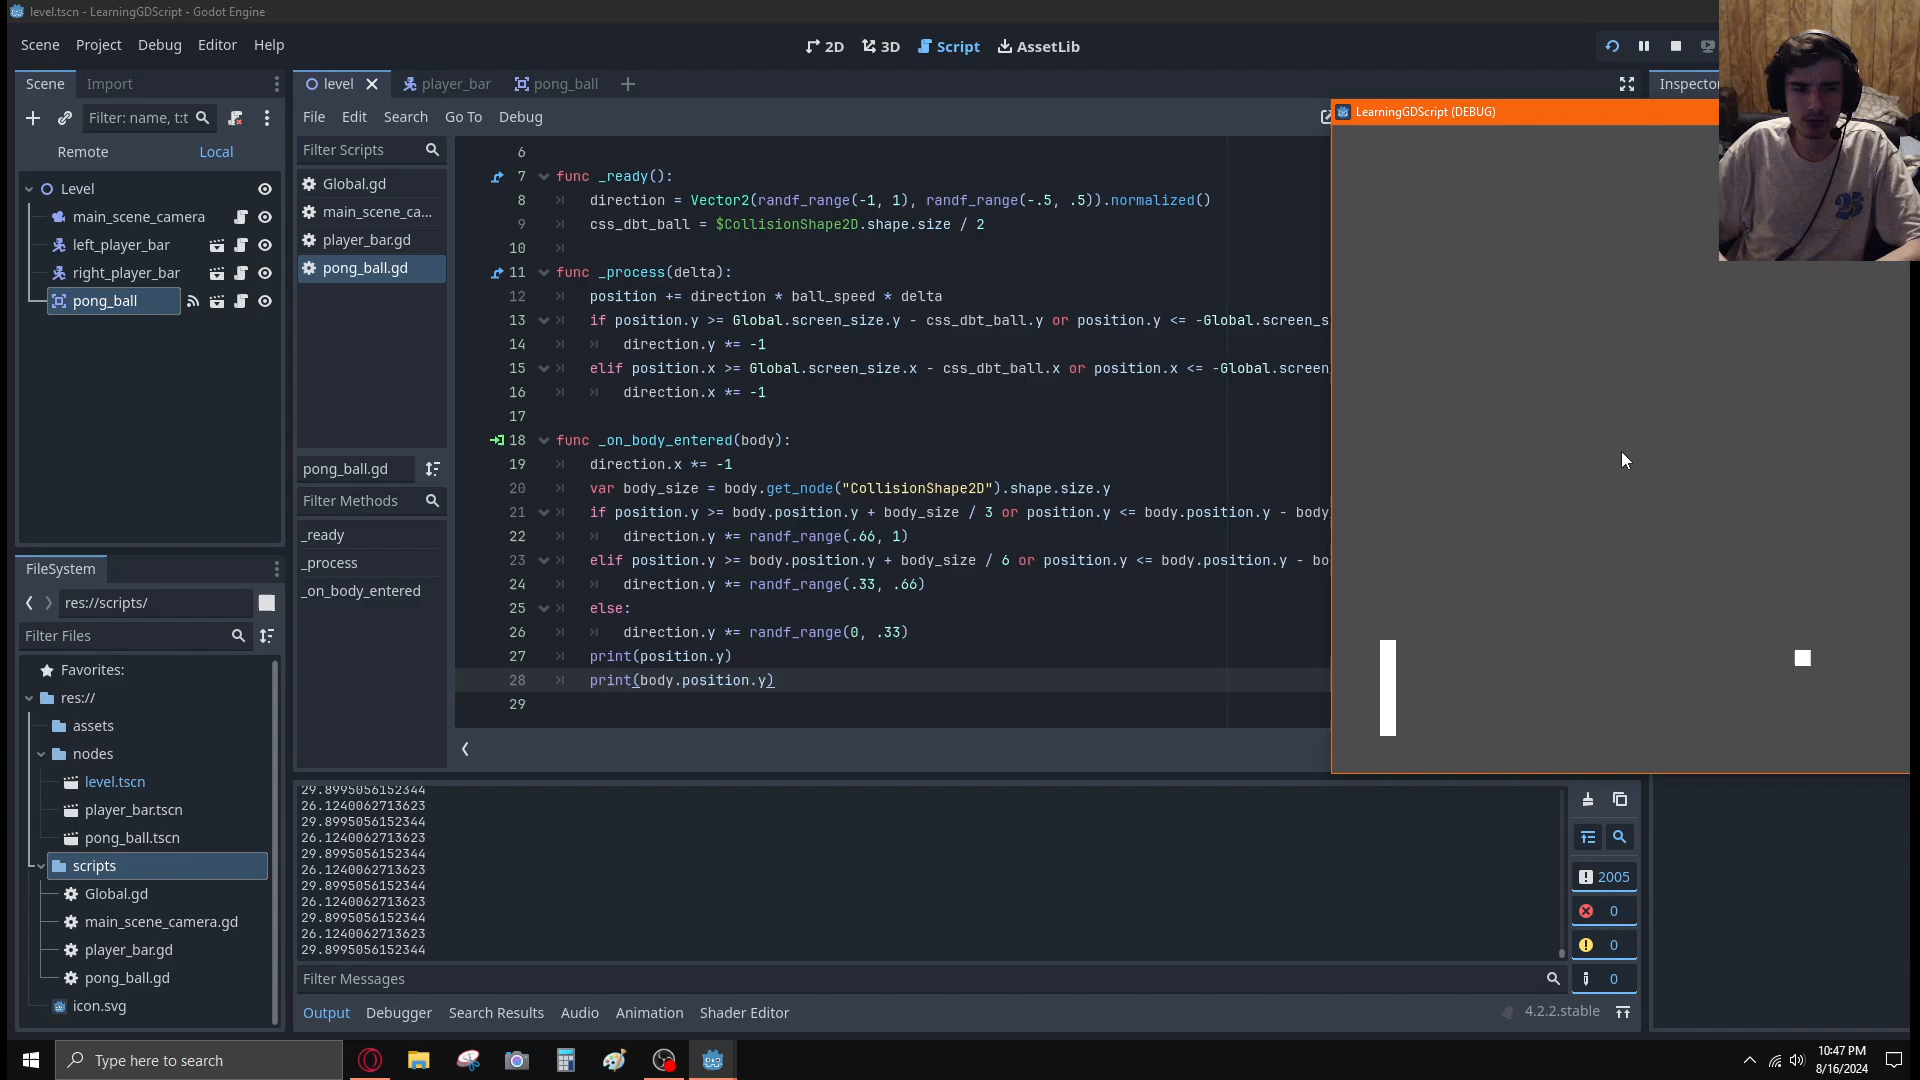 level.tscn - LearningGDScript - Godot Engine
Scene Project Debug Editor Help
2D 3D Script AssetLib
Scene Import
level player_bar pong_ball
Inspector
Filter: name, t:t
File Edit Search Go To Debug
LearningGDScript (DEBUG)
Remote Local
Filter Scripts
Level
main_scene_camera
left_player_bar
right_player_bar
pong_ball
Global.gd
main_scene_ca...
player_bar.gd
pong_ball.gd
pong_ball.gd
Filter Methods
_ready
_process
_on_body_entered
6
7 func _ready():
8 direction = Vector2(randf_range(-1, 1), randf_range(-.5, .5)).normalized()
9 css_dbt_ball = $CollisionShape2D.shape.size / 2
10
11 func _process(delta):
12 position += direction * ball_speed * delta
13 if position.y >= Global.screen_size.y - css_dbt_ball.y or position.y <= -Global.screen_s
14 direction.y *= -1
15 elif position.x >= Global.screen_size.x - css_dbt_ball.x or position.x <= -Global.screen
16 direction.x *= -1
17
18 func _on_body_entered(body):
19 direction.x *= -1
20 var body_size = body.get_node("CollisionShape2D").shape.size.y
21 if position.y >= body.position.y + body_size / 3 or position.y <= body.position.y - body
22 direction.y *= randf_range(.66, 1)
23 elif position.y >= body.position.y + body_size / 6 or position.y <= body.position.y - bo
24 direction.y *= randf_range(.33, .66)
25 else:
26 direction.y *= randf_range(0, .33)
27 print(position.y)
28 print(body.position.y)
29
FileSystem
res://scripts/
Filter Files
Favorites:
res://
assets
nodes
level.tscn
player_bar.tscn
pong_ball.tscn
scripts
Global.gd
main_scene_camera.gd
player_bar.gd
pong_ball.gd
icon.svg
29.8995056152344
26.1240062713623
29.8995056152344
26.1240062713623
29.8995056152344
26.1240062713623
29.8995056152344
26.1240062713623
29.8995056152344
26.1240062713623
29.8995056152344
2005
0
0
0
Filter Messages
Output Debugger Search Results Audio Animation Shader Editor
4.2.2.stable
Type here to search
10:47 PM
8/16/2024